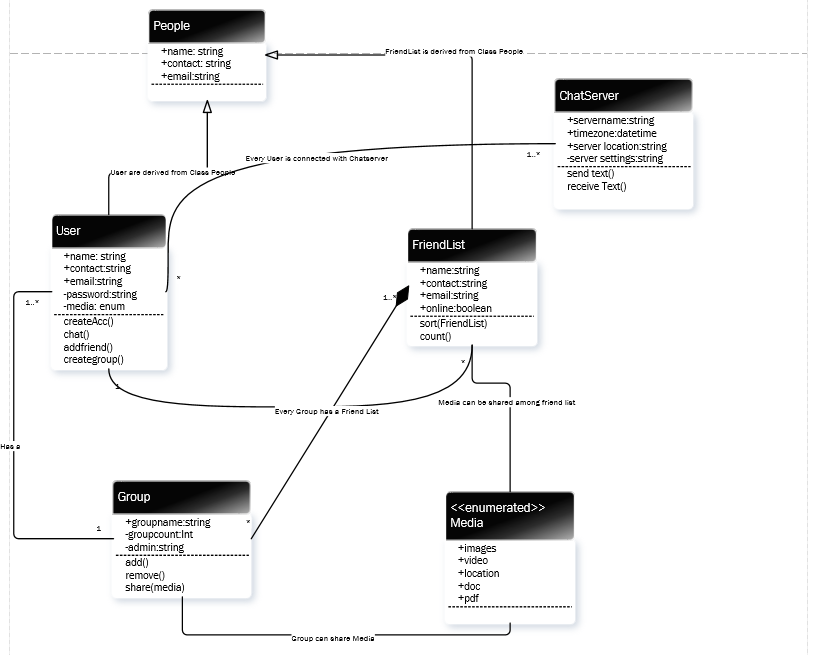 People
+name: string
+contact: string
+email:string
FriendList is derived from Class People
ChatServer
+servername:string
+timezone:datetime
+server location:string
-server settings:string
send text()
receive Text()
1..*
Every User is connected with Chatserver
User are derived from Class People
User
+name: string
+contact:string
+email:string
-password:string
-media: enum
createAcc()
chat()
addfriend()
creategroup()
*
1..*
1
FriendList
+name:string
+contact:string
+email:string
+online:boolean
sort(FriendList)
count()
1..*
*
Every Group has a Friend List
Media can be shared among friend list
Has a
Group
+groupname:string
-groupcount:Int
-admin:string
add()
remove()
share(media)
*
1
<<enumerated>>
Media
+images
+video
+location
+doc
+pdf
Group can share Media